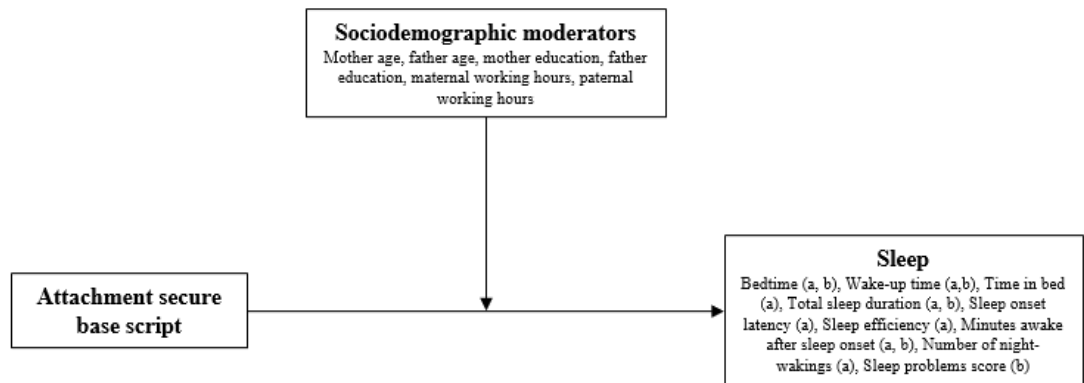 Sociodemographic moderators
Mother age, father age, mother education, father
education, maternal working hours, paternal
working hours
Attachment secure
base script
Sleep
Bedtime (a, b), Wake-up time (a,b), Time in bed
(a), Total sleep duration (a, b), Sleep onset
latency (a), Sleep efficiency (a), Minutes awake
after sleep onset (a, b), Number of night-
wakings (a), Sleep problems score (b)